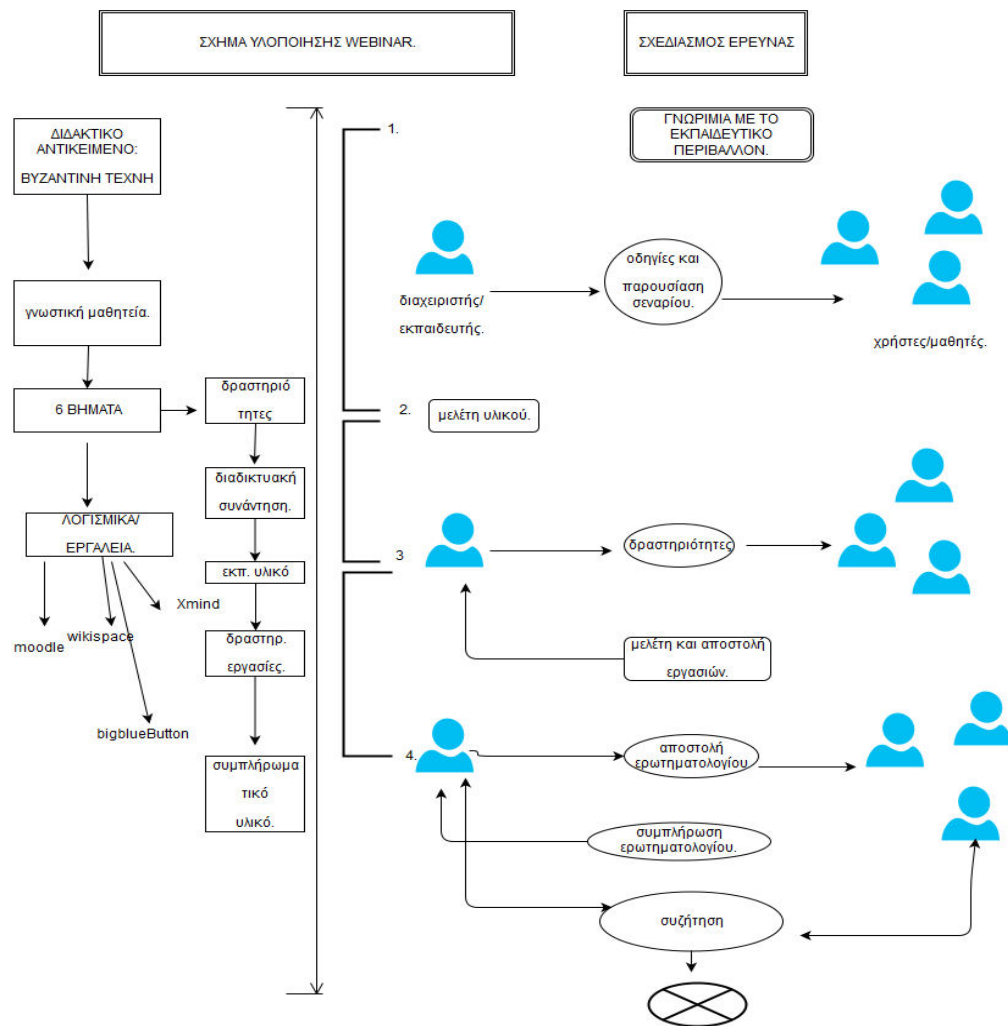 ΣΧΗΜΑ ΥΛΟΠΟΙΗΣΗΣ WEBINAR.
ΣΧΕΔΙΑΣΜΟΣ ΕΡΕΥΝΑΣ
ΔΙΔΑΚΤΙΚΟ
ΑΝΤΙΚΕΙΜΕΝΟ:
ΒΥΖΑΝΤΙΝΗ ΤΕΧΝΗ
γνωστική μαθητεία.
6 ΒΗΜΑΤΑ
ΛΟΓΙΣΜΙΚΑ/
ΕΡΓΑΛΕΙΑ.
moodle
wikispace
Xmind
bigblueButton
δραστηριό
τητες
διαδικτυακή
συνάντηση.
εκπ. υλικό
δραστηρ.
εργασίες.
συμπλήρωμα
τικό
υλικό.
1.
ΓΝΩΡΙΜΙΑ ΜΕ ΤΟ
ΕΚΠΑΙΔΕΥΤΙΚΟ
ΠΕΡΙΒΑΛΛΟΝ.
διαχειριστής/
εκπαιδευτής.
οδηγίες και
παρουσίαση
σεναρίου.
χρήστες/μαθητές.
2.
μελέτη υλικού.
3
δραστηριότητες
μελέτη και αποστολή
εργασιών.
4.
αποστολή
ερωτηματολογίου
συμπλήρωση
ερωτηματολογίου.
συζήτηση